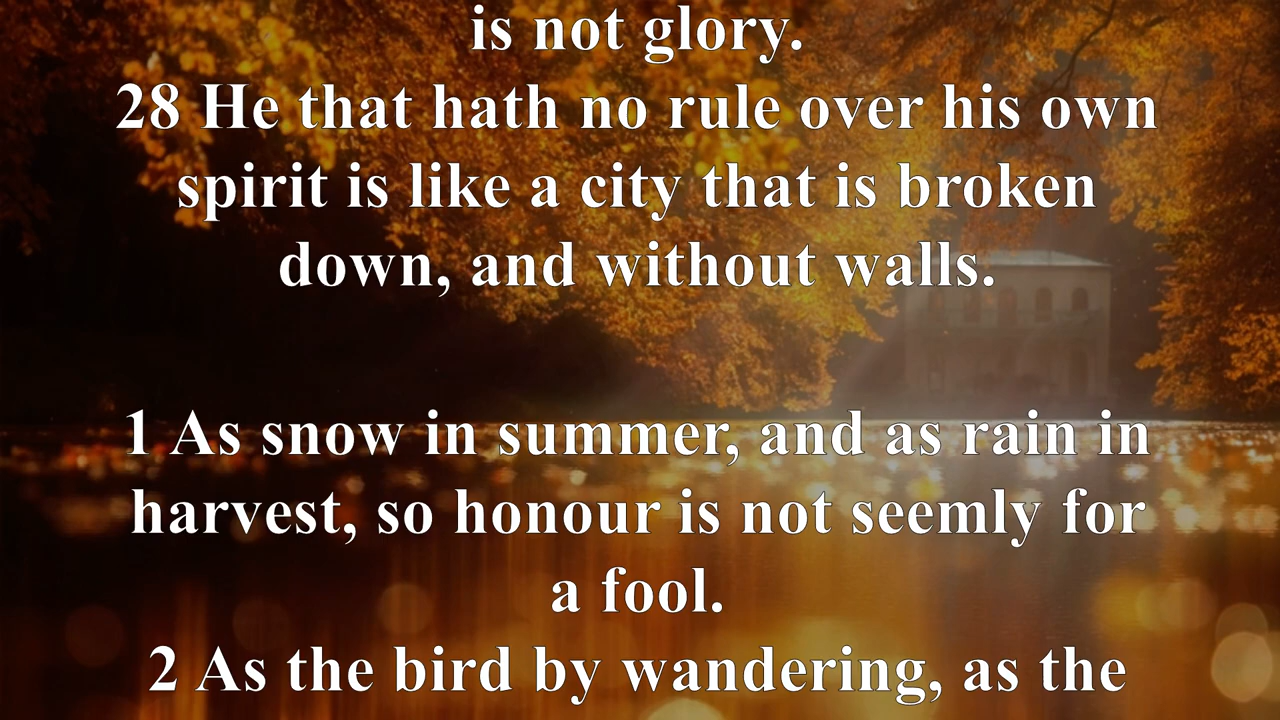 is not glory.
28 He that hath no rule over his own
spirit is like a city that is broken
down, and without walls.
1 As snow in summer, and as rain in
harvest, so honour is not seemly for
a fool.
2 As the bird by wandering, as the